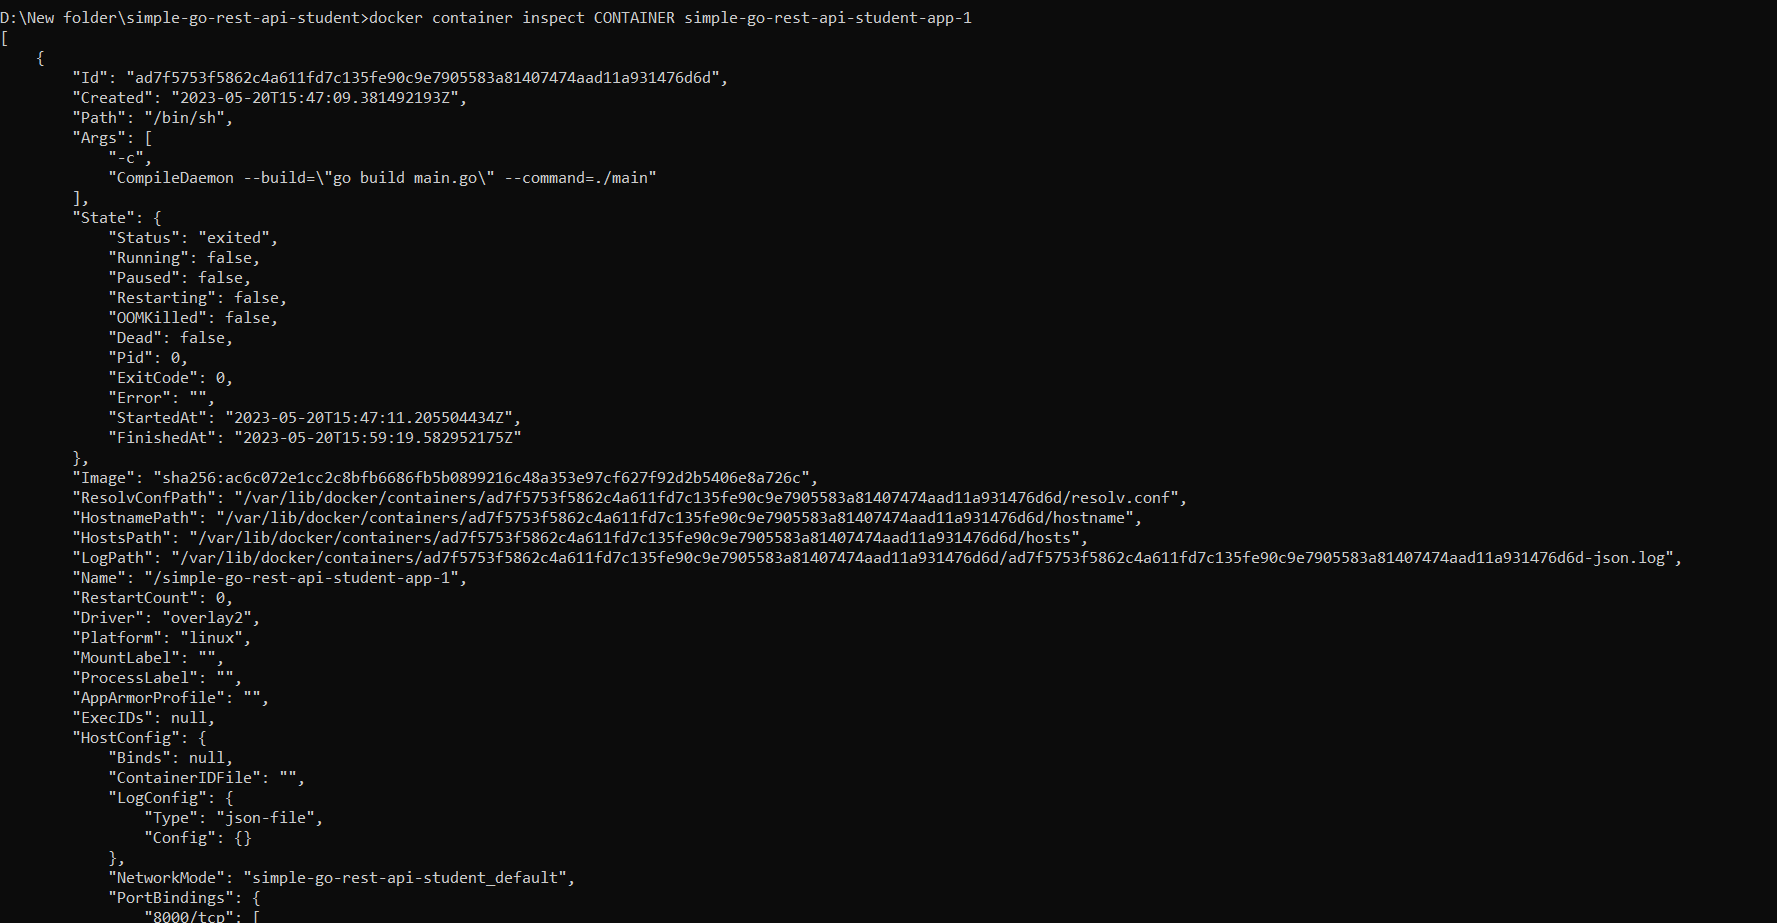 D:\New folder\simple-go-rest-api-student>docker container inspect CONTAINER simple-go-rest-api-student-app-1
[
    {
        "Id": "ad7f5753f5862c4a611fd7c135fe90c9e7905583a81407474aad11a931476d6d",
        "Created": "2023-05-20T15:47:09.381492193Z",
        "Path": "/bin/sh",
        "Args": [
            "-c",
            "CompileDaemon --build=\"go build main.go\" --command=./main"
        ],
        "State": {
            "Status": "exited",
            "Running": false,
            "Paused": false,
            "Restarting": false,
            "OOMKilled": false,
            "Dead": false,
            "Pid": 0,
            "ExitCode": 0,
            "Error": "",
            "StartedAt": "2023-05-20T15:47:11.205504434Z",
            "FinishedAt": "2023-05-20T15:59:19.582952175Z"
        },
        "Image": "sha256:ac6c072e1cc2c8bfb6686fb5b0899216c48a353e97cf627f92d2b5406e8a726c",
        "ResolvConfPath": "/var/lib/docker/containers/ad7f5753f5862c4a611fd7c135fe90c9e7905583a81407474aad11a931476d6d/resolv.conf",
        "HostnamePath": "/var/lib/docker/containers/ad7f5753f5862c4a611fd7c135fe90c9e7905583a81407474aad11a931476d6d/hostname",
        "HostsPath": "/var/lib/docker/containers/ad7f5753f5862c4a611fd7c135fe90c9e7905583a81407474aad11a931476d6d/hosts",
        "LogPath": "/var/lib/docker/containers/ad7f5753f5862c4a611fd7c135fe90c9e7905583a81407474aad11a931476d6d/ad7f5753f5862c4a611fd7c135fe90c9e7905583a81407474aad11a931476d6d-json.log",
        "Name": "/simple-go-rest-api-student-app-1",
        "RestartCount": 0,
        "Driver": "overlay2",
        "Platform": "linux",
        "MountLabel": "",
        "ProcessLabel": "",
        "AppArmorProfile": "",
        "ExecIDs": null,
        "HostConfig": {
            "Binds": null,
            "ContainerIDFile": "",
            "LogConfig": {
                "Type": "json-file",
                "Config": {}
            },
            "NetworkMode": "simple-go-rest-api-student_default",
            "PortBindings": {
                "8000/tcp": [